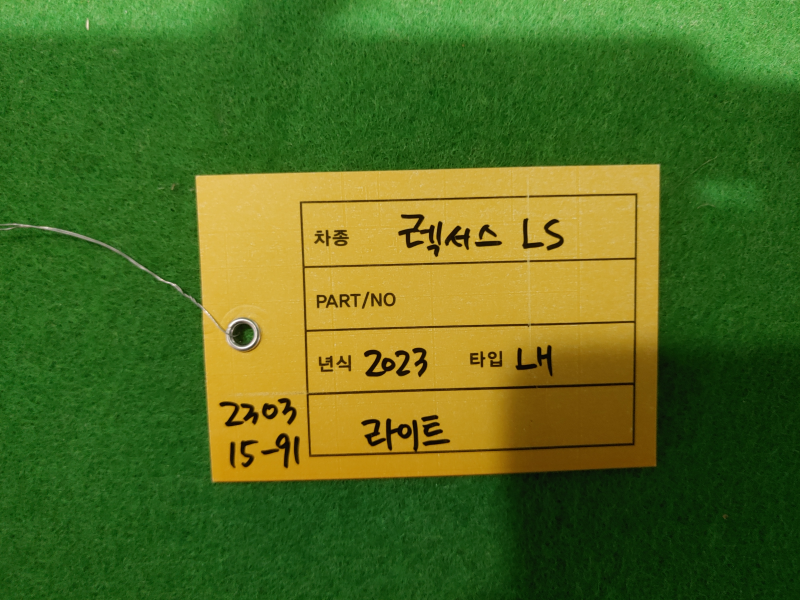 차종 렉서스 LS
PART/NO
년식 2023 타입 LH
라이트
2303
15-91